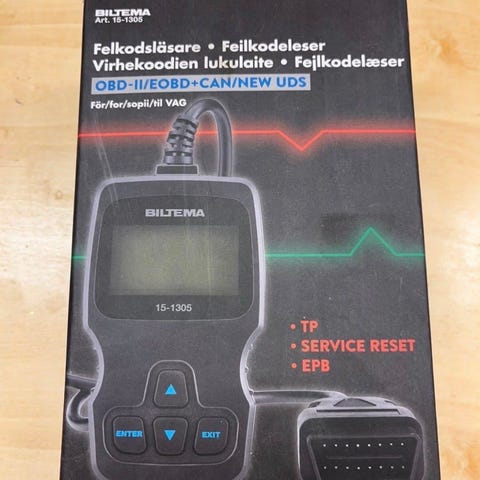 BILTEMA
Art. 15-1305
Felkodsläsare • Feilkodeleser
Virhekoodien lukulaite • Fejlkodelæser
OBD-II/EOBD+CAN/NEW UDS
För/for/sopii/til VAG
BILTEMA
15-1305
• TP
• SERVICE RESET
• EPB
ENTER
EXIT